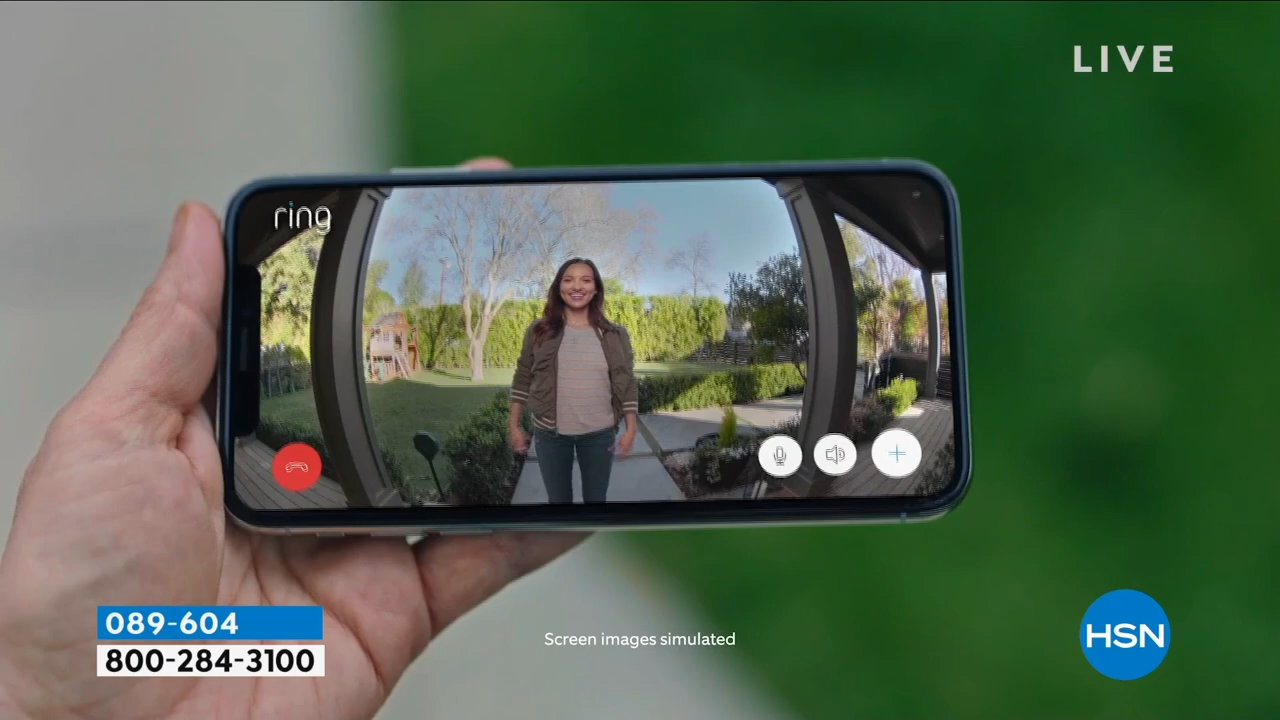 LIVE
ring
089-604
800-284-3100
Screen images simulated
HSN